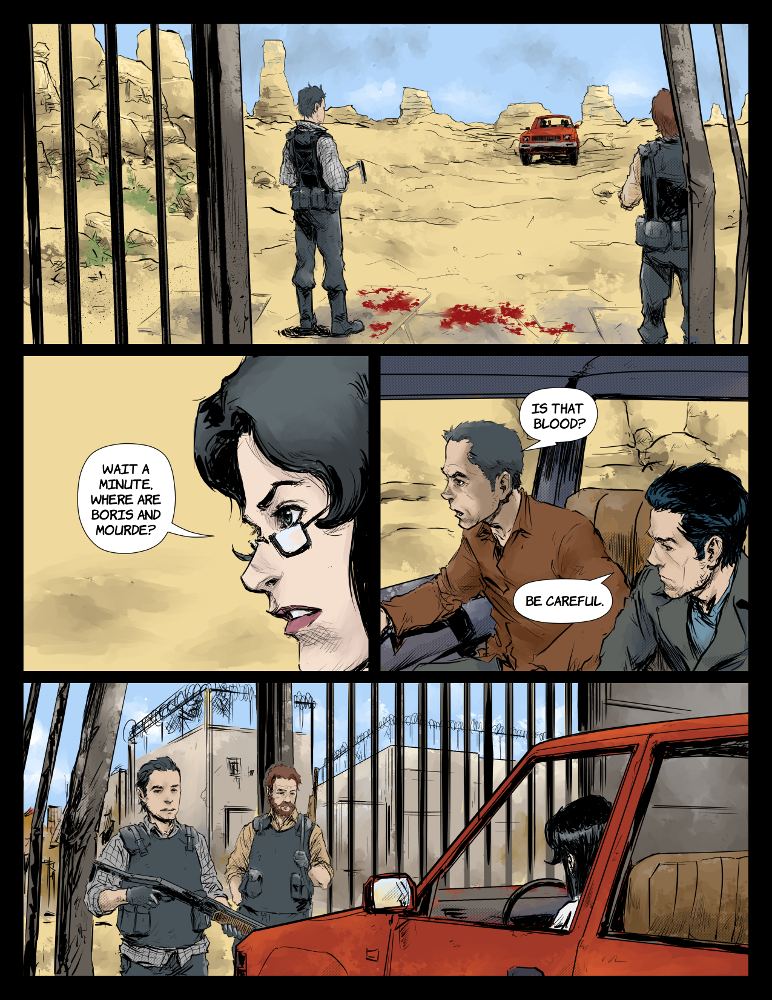 WAIT A
MINUTE.
WHERE ARE
BORIS AND
MOURDE?
IS THAT
BLOOD?
BE CAREFUL.